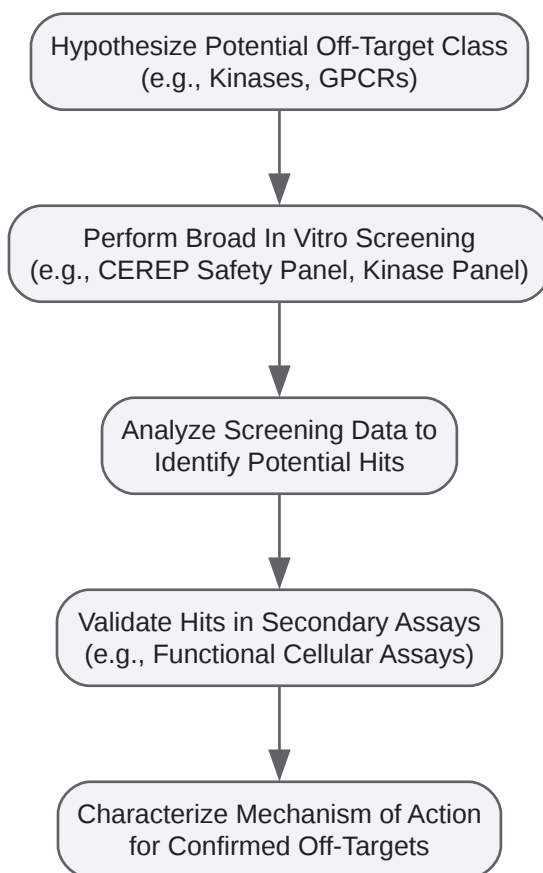 Hypothesize Potential Off-Target Class
(e.g., Kinases, GPCRs)
Perform Broad In Vitro Screening
(e.g., CEREP Safety Panel, Kinase Panel)
Analyze Screening Data to
Identify Potential Hits
Validate Hits in Secondary Assays
(e.g., Functional Cellular Assays)
Characterize Mechanism of Action
for Confirmed Off-Targets